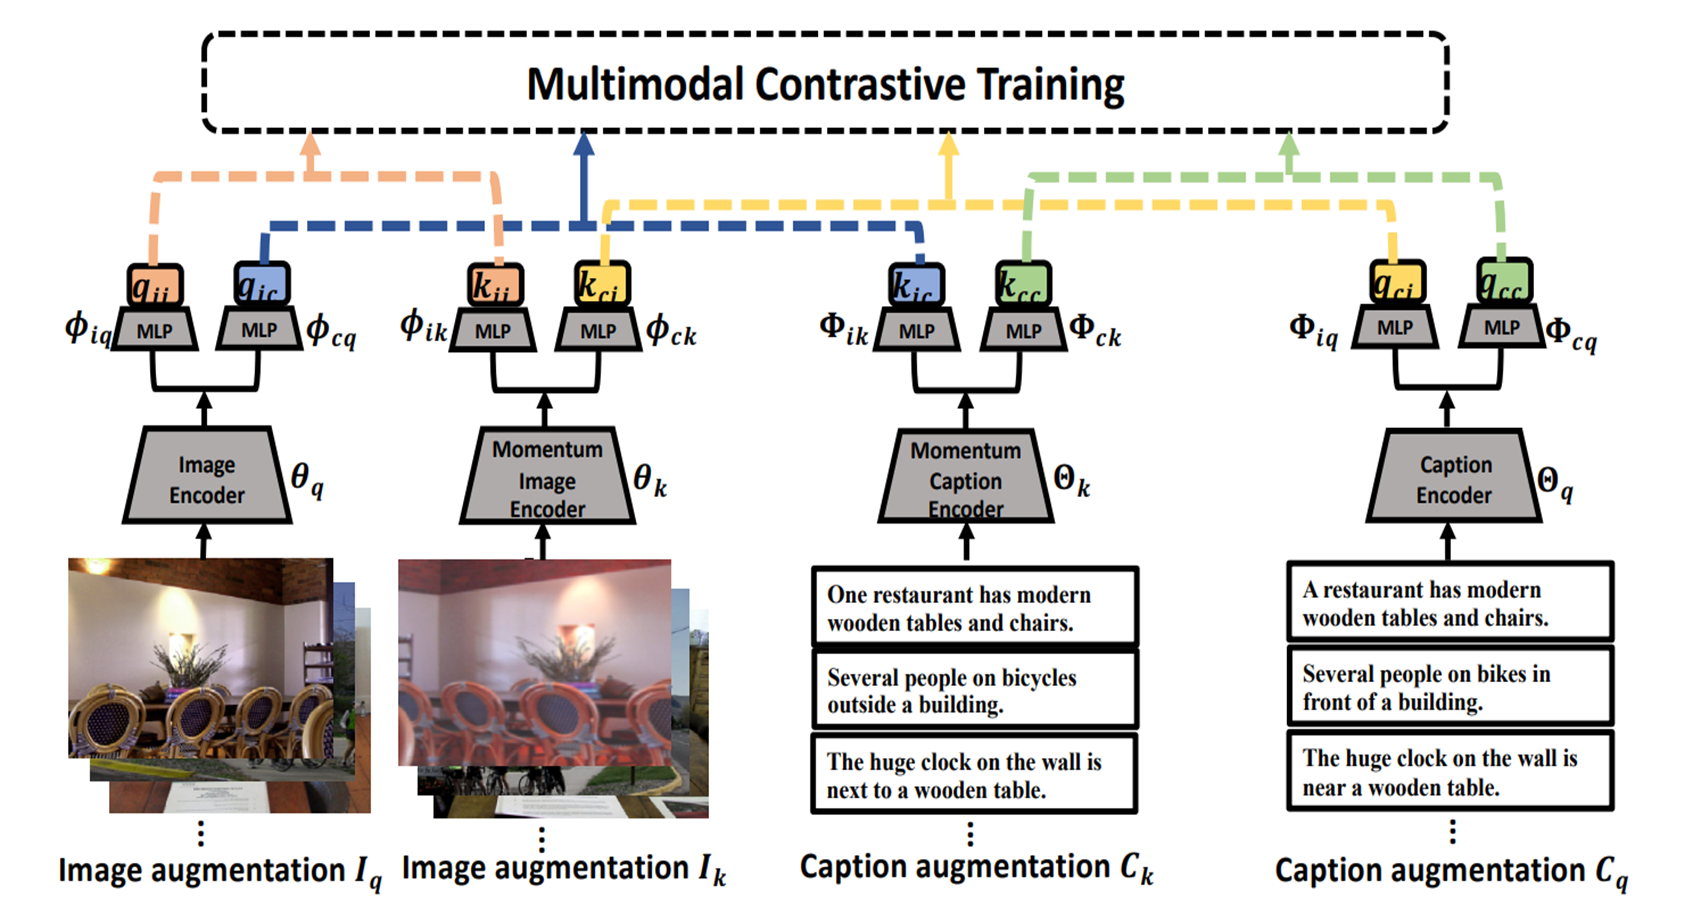 Multimodal Contrastive Training
q_ii q_ic k_ii k_ci k_ic k_cc q_ci q_cc
ϕ_iq MLP MLP ϕ_cq ϕ_ik MLP MLP ϕ_ck Φ_ik MLP MLP Φ_ck Φ_iq MLP MLP Φ_cq
Image
Encoder
θ_q
Momentum
Image
Encoder
θ_k
Momentum
Caption
Encoder
Θ_k
Caption
Encoder
Θ_q
One restaurant has modern
wooden tables and chairs.
Several people on bicycles
outside a building.
The huge clock on the wall is
next to a wooden table.
A restaurant has modern
wooden tables and chairs.
Several people on bikes in
front of a building.
The huge clock on the wall is
near a wooden table.
Image augmentation I_q
Image augmentation I_k
Caption augmentation C_k
Caption augmentation C_q